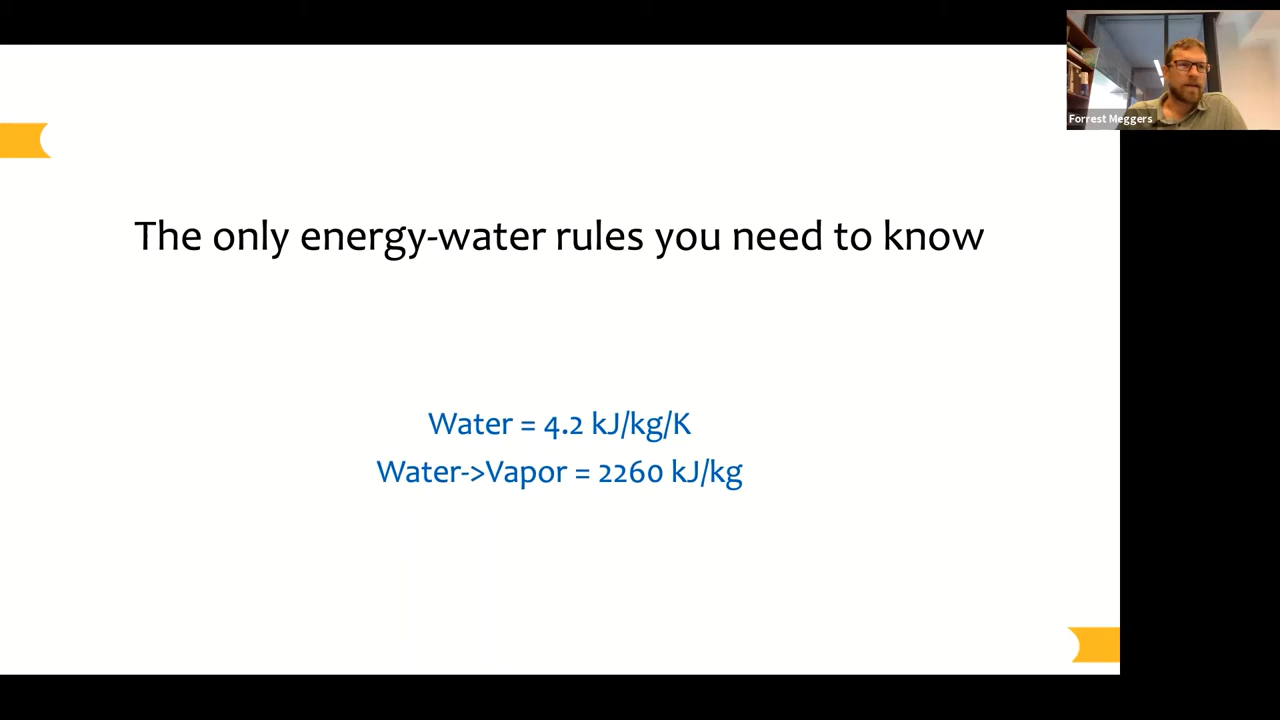 Forrest Meggers
The only energy-water rules you need to know
Water = 4.2 kJ/kg/K
Water->Vapor = 2260 kJ/kg